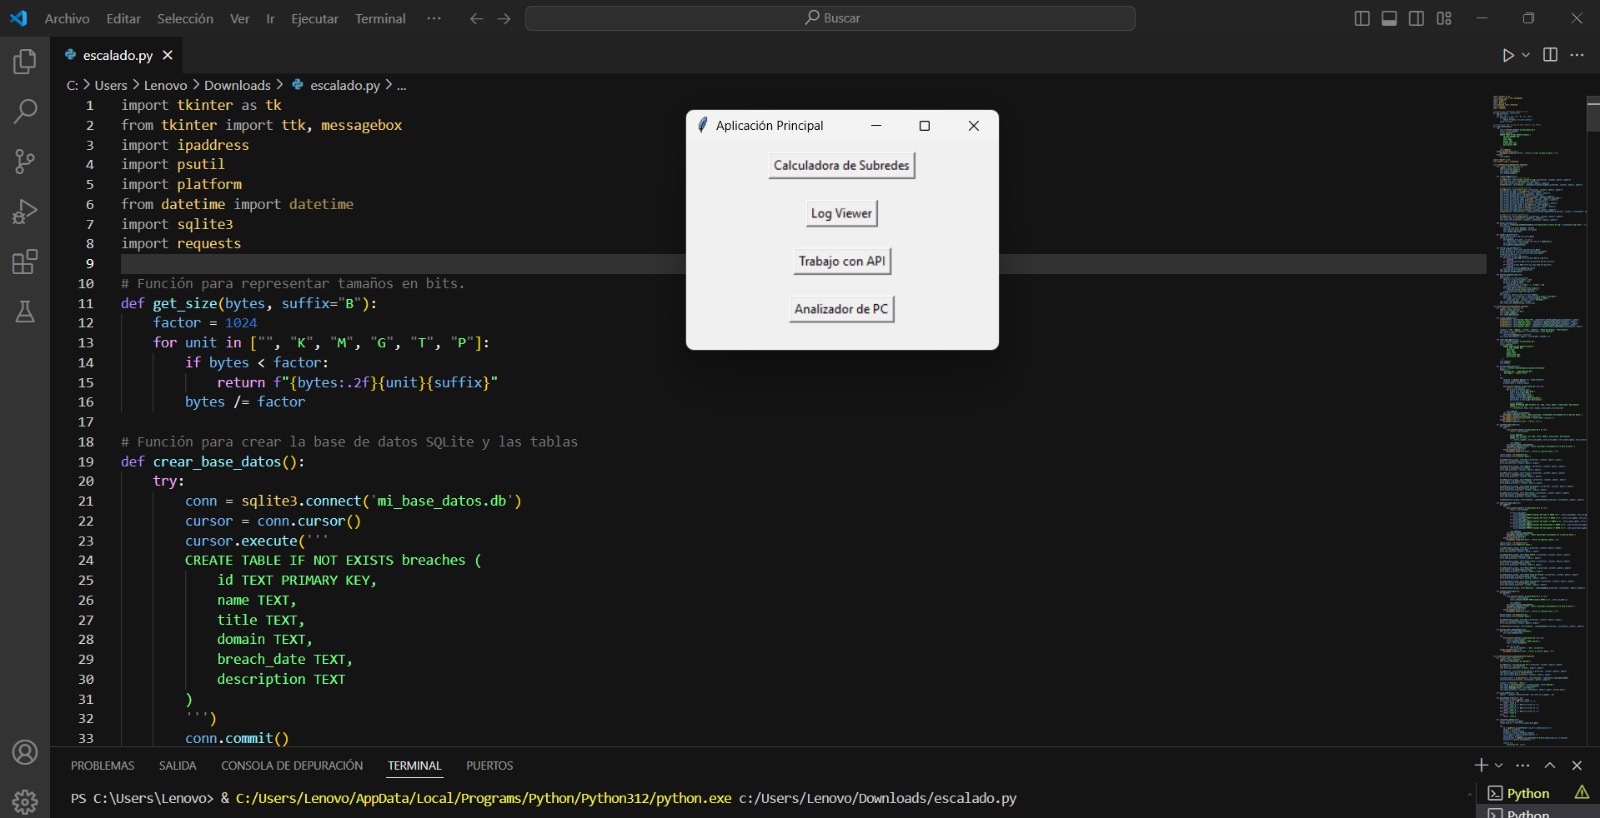 Archivo Editar Selección Ver Ir Ejecutar Terminal ··· Buscar
escalado.py
C: > Users > Lenovo > Downloads > escalado.py > ...
1 import tkinter as tk
2 from tkinter import ttk, messagebox
3 import ipaddress
4 import psutil
5 import platform
6 from datetime import datetime
7 import sqlite3
8 import requests
9
10 # Función para representar tamaños en bits.
11 def get_size(bytes, suffix="B"):
12     factor = 1024
13     for unit in ["", "K", "M", "G", "T", "P"]:
14         if bytes < factor:
15             return f"{bytes:.2f}{unit}{suffix}"
16         bytes /= factor
17
18 # Función para crear la base de datos SQLite y las tablas
19 def crear_base_datos():
20     try:
21         conn = sqlite3.connect('mi_base_datos.db')
22         cursor = conn.cursor()
23         cursor.execute('''
24         CREATE TABLE IF NOT EXISTS breaches (
25             id TEXT PRIMARY KEY,
26             name TEXT,
27             title TEXT,
28             domain TEXT,
29             breach_date TEXT,
30             description TEXT
31         )
32         ''')
33         conn.commit()
Aplicación Principal
Calculadora de Subredes
Log Viewer
Trabajo con API
Analizador de PC
PROBLEMAS SALIDA CONSOLA DE DEPURACIÓN TERMINAL PUERTOS
PS C:\Users\Lenovo> & C:/Users/Lenovo/AppData/Local/Programs/Python/Python312/python.exe c:/Users/Lenovo/Downloads/escalado.py
Python
Python